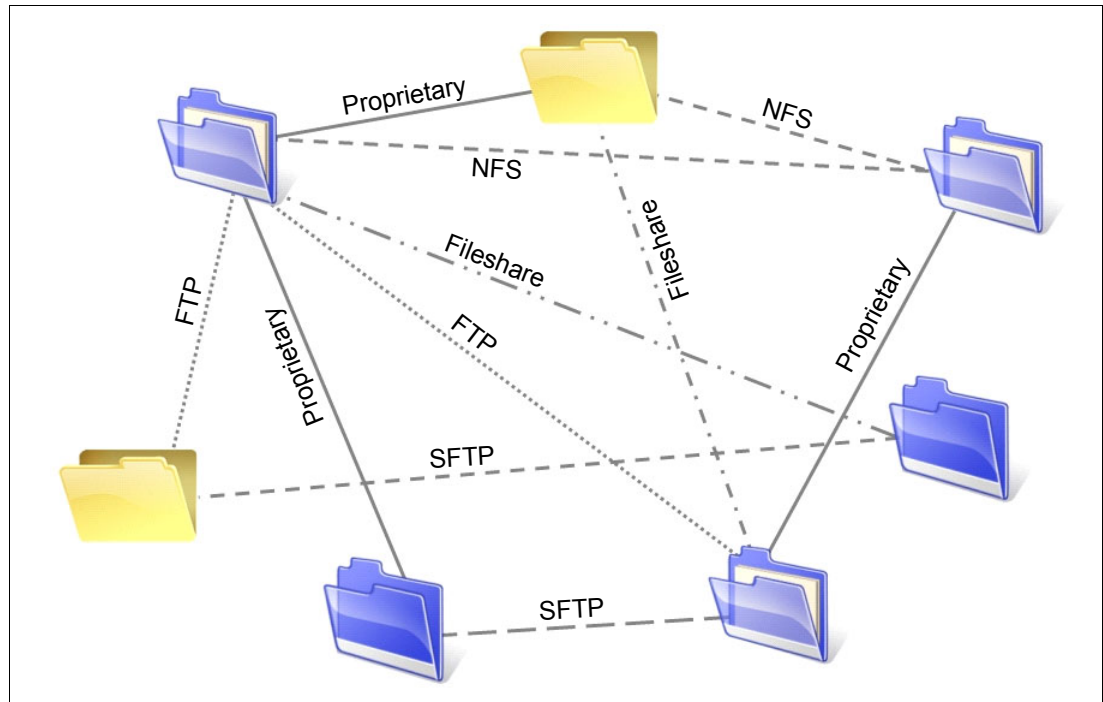 Proprietary
NFS
NFS
Fileshare
Fileshare
FTP
Proprietary
FTP
Proprietary
SFTP
SFTP